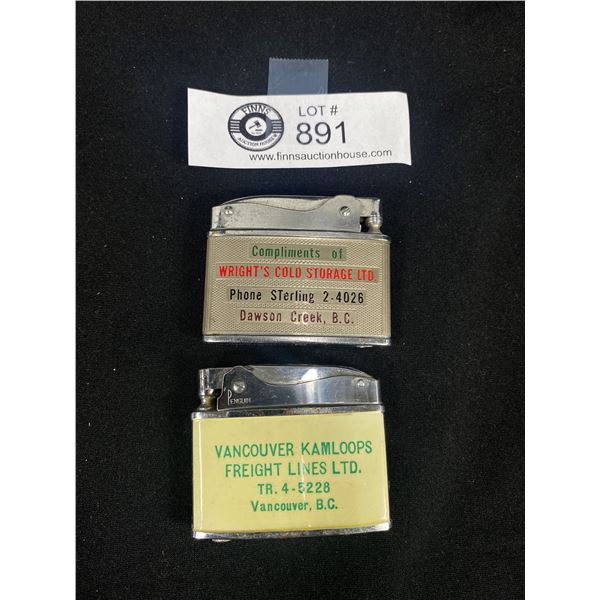 FINNS
AUCTION HOUSE
LOT #
891
www.finnsauctionhouse.com
Compliments of
WRIGHT'S COLD STORAGE LTD.
Phone STerling 2-4026
Dawson Creek, B.C.
PENGUIN
VANCOUVER KAMLOOPS
FREIGHT LINES LTD.
TR. 4-5228
Vancouver, B.C.